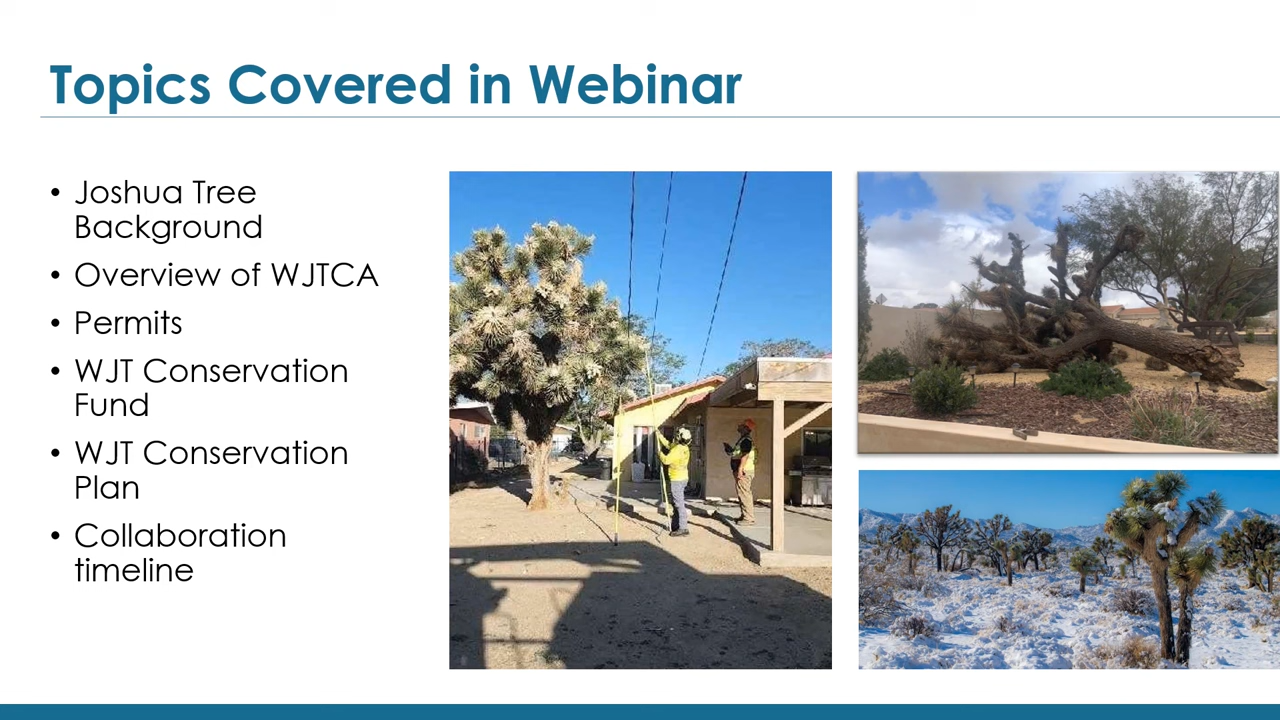 Topics Covered in Webinar
• Joshua Tree
Background
• Overview of WJTCA
• Permits
• WJT Conservation
Fund
• WJT Conservation
Plan
• Collaboration
timeline